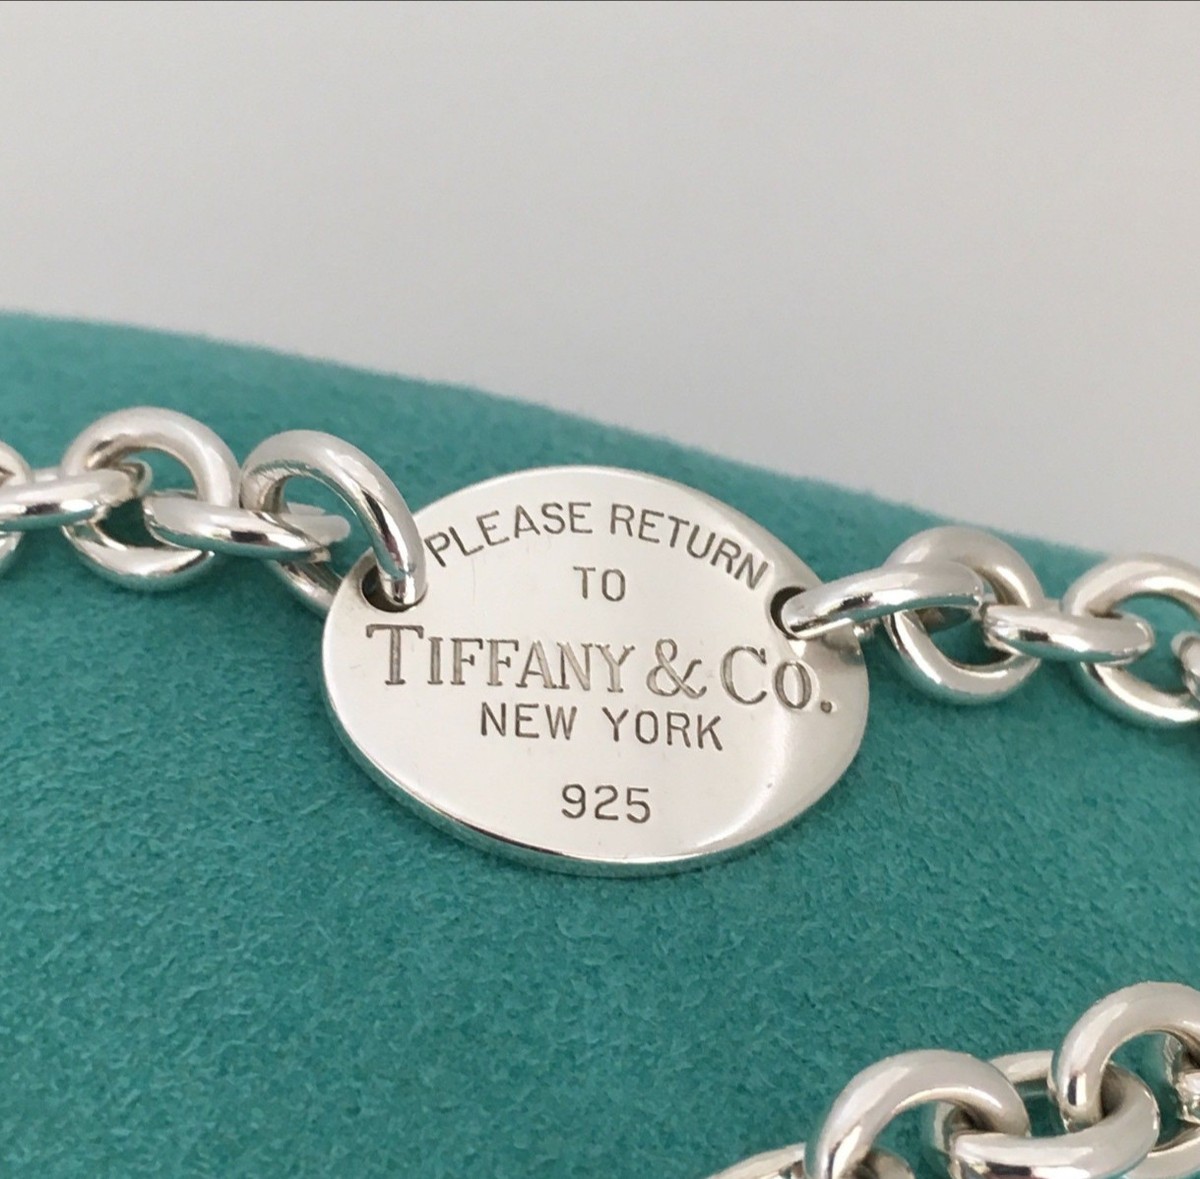 PLEASE RETURN
TO
TIFFANY & CO.
NEW YORK
925